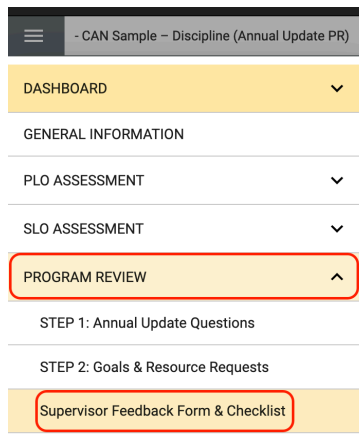 - CAN Sample – Discipline (Annual Update PR)
DASHBOARD
GENERAL INFORMATION
PLO ASSESSMENT
SLO ASSESSMENT
PROGRAM REVIEW
STEP 1: Annual Update Questions
STEP 2: Goals & Resource Requests
Supervisor Feedback Form & Checklist